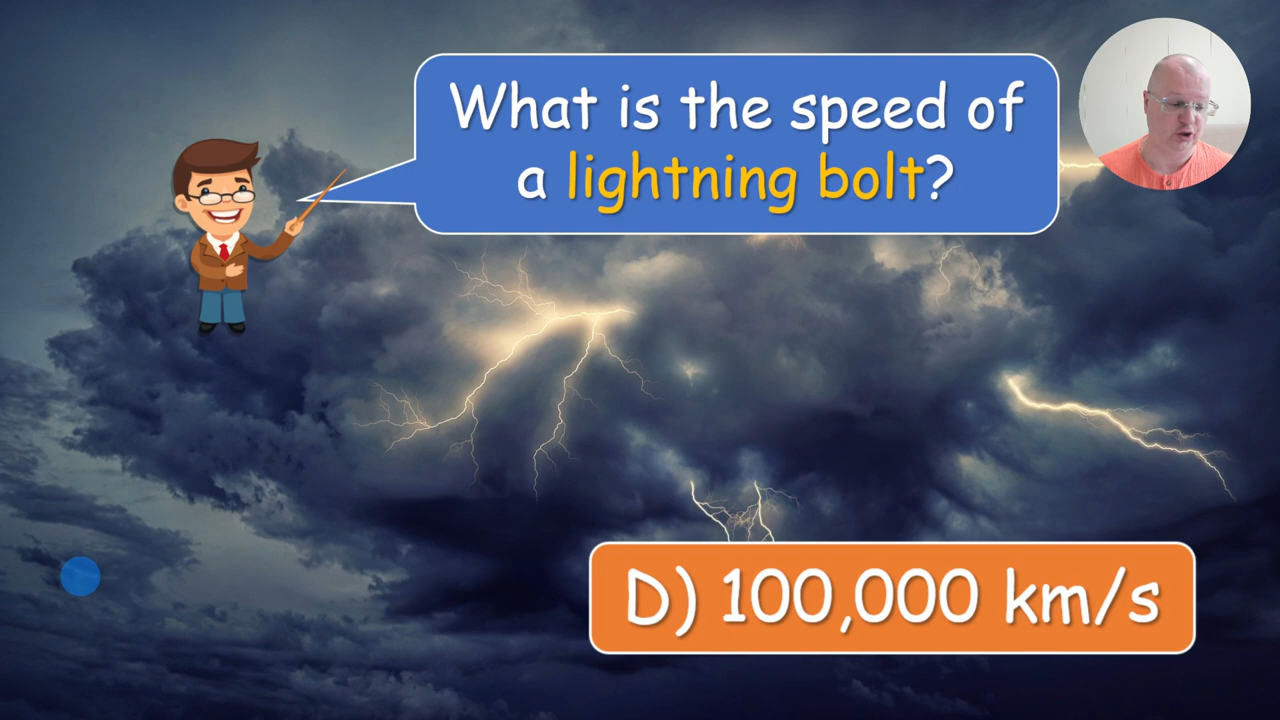 What is the speed of
a lightning bolt?
D) 100,000 km/s